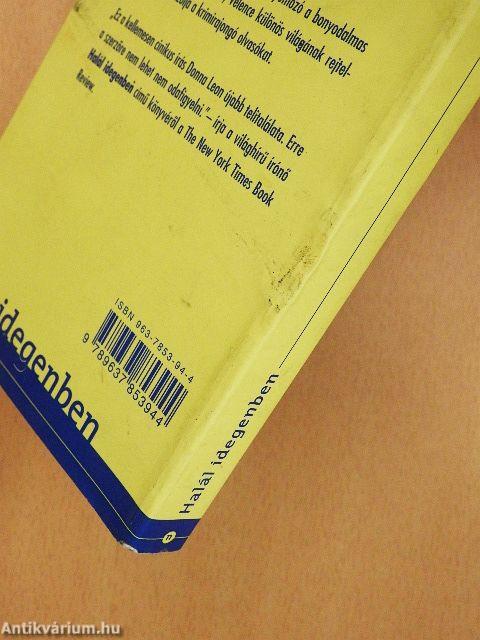 a bonyodalmas
különös világának rejtel-
a krimirajongó olvasókat.
„Ez a kellemesen cinikus írás Donna Leon újabb telitalálata. Erre
a szerzőre nem lehet nem odafigyelni.” – írja a világhírű írónő
Halál idegenben című könyvéről a The New York Times Book
Review.
ISBN 963-7853-94-4
9 789637 853944
idegenben
Halál idegenben
Antikvárium.hu